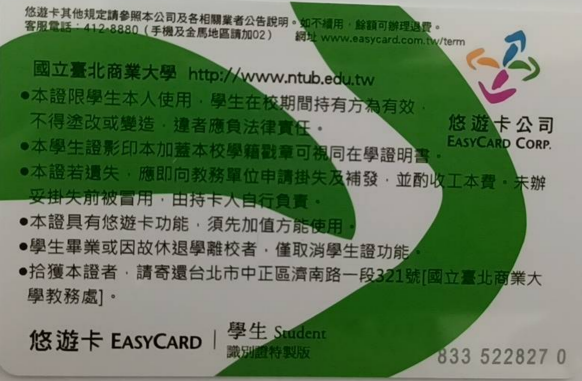 悠遊卡其他規定請參照本公司及各相關業者公告說明。如不續用，餘額可辦理退費。
客服電話：412-8880（手機及金馬地區請加02） 網址 www.easycard.com.tw/term
國立臺北商業大學 http://www.ntub.edu.tw
●本證限學生本人使用，學生在校期間持有方為有效，
不得塗改或變造，違者應負法律責任。
悠遊卡公司
EASYCARD CORP.
●本學生證影印本加蓋本校學籍戳章可視同在學證明書。
●本證若遺失，應即向教務單位申請掛失及補發，並酌收工本費。未辦
妥掛失前被冒用，由持卡人自行負責。
●本證具有悠遊卡功能，須先加值方能使用。
●學生畢業或因故休退學離校者，僅取消學生證功能。
●拾獲本證者，請寄還台北市中正區濟南路一段321號[國立臺北商業大
學教務處]。
悠遊卡 EASYCARD | 學生 Student
識別證特製版
833 522827 0